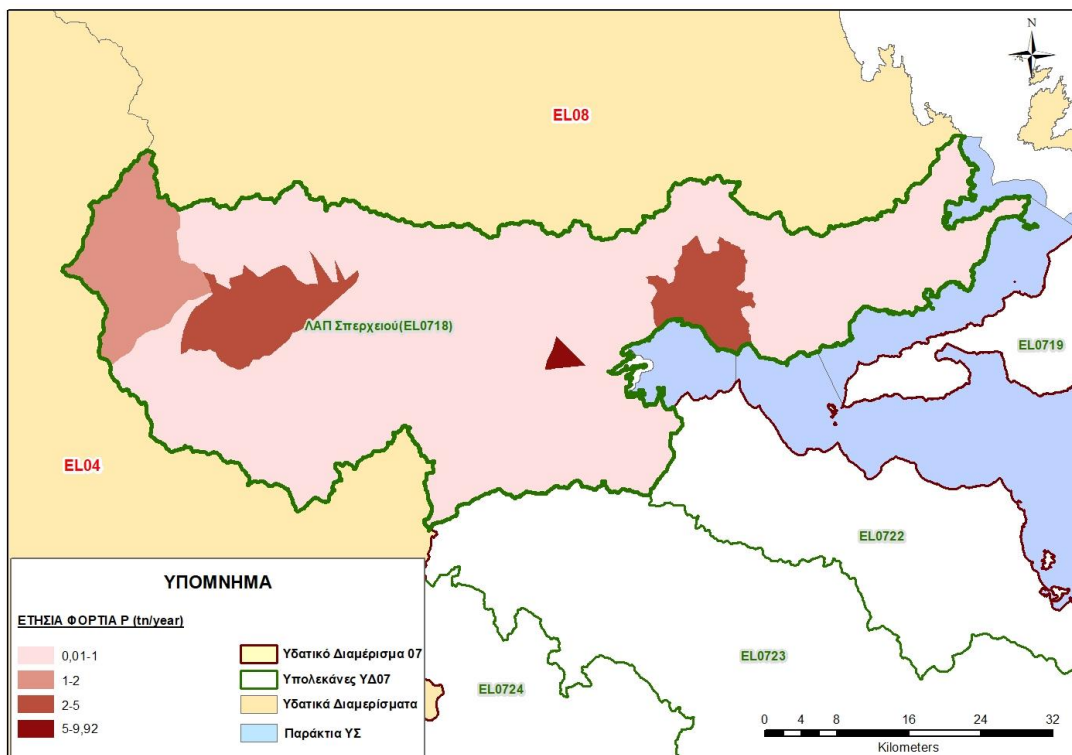 N
EL08
ΛΑΠ Σπερχειού(EL0718)
EL0719
EL04
EL0722
EL0723
EL0724
ΥΠΟΜΝΗΜΑ
ΕΤΗΣΙΑ ΦΟΡΤΙΑ P (tn/year)
0,01-1
1-2
2-5
5-9,92
Υδατικό Διαμέρισμα 07
Υπολεκάνες ΥΔ07
Υδατικά Διαμερίσματα
Παράκτια ΥΣ
0 4 8 16 24 32
Kilometers